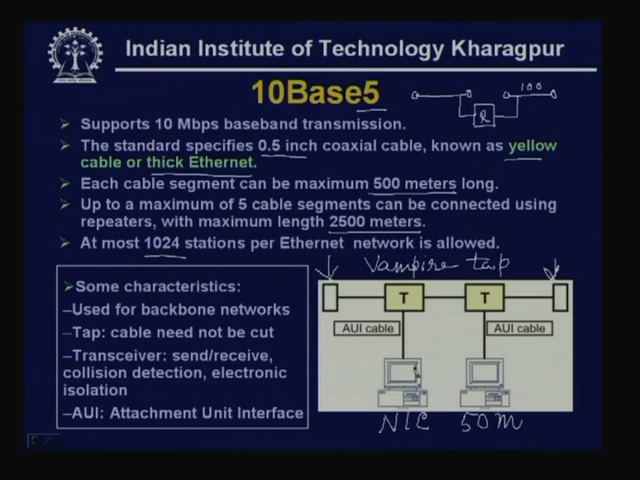 Indian Institute of Technology Kharagpur
10Base5
100
R
➤ Supports 10 Mbps baseband transmission.
➤ The standard specifies 0.5 inch coaxial cable, known as yellow
cable or thick Ethernet.
➤ Each cable segment can be maximum 500 meters long.
➤ Up to a maximum of 5 cable segments can be connected using
repeaters, with maximum length 2500 meters.
➤ At most 1024 stations per Ethernet network is allowed.
Vampire tap
➤Some characteristics:
–Used for backbone networks
–Tap: cable need not be cut
–Transceiver: send/receive,
collision detection, electronic
isolation
–AUI: Attachment Unit Interface
T T
AUI cable AUI cable
NIC 50M